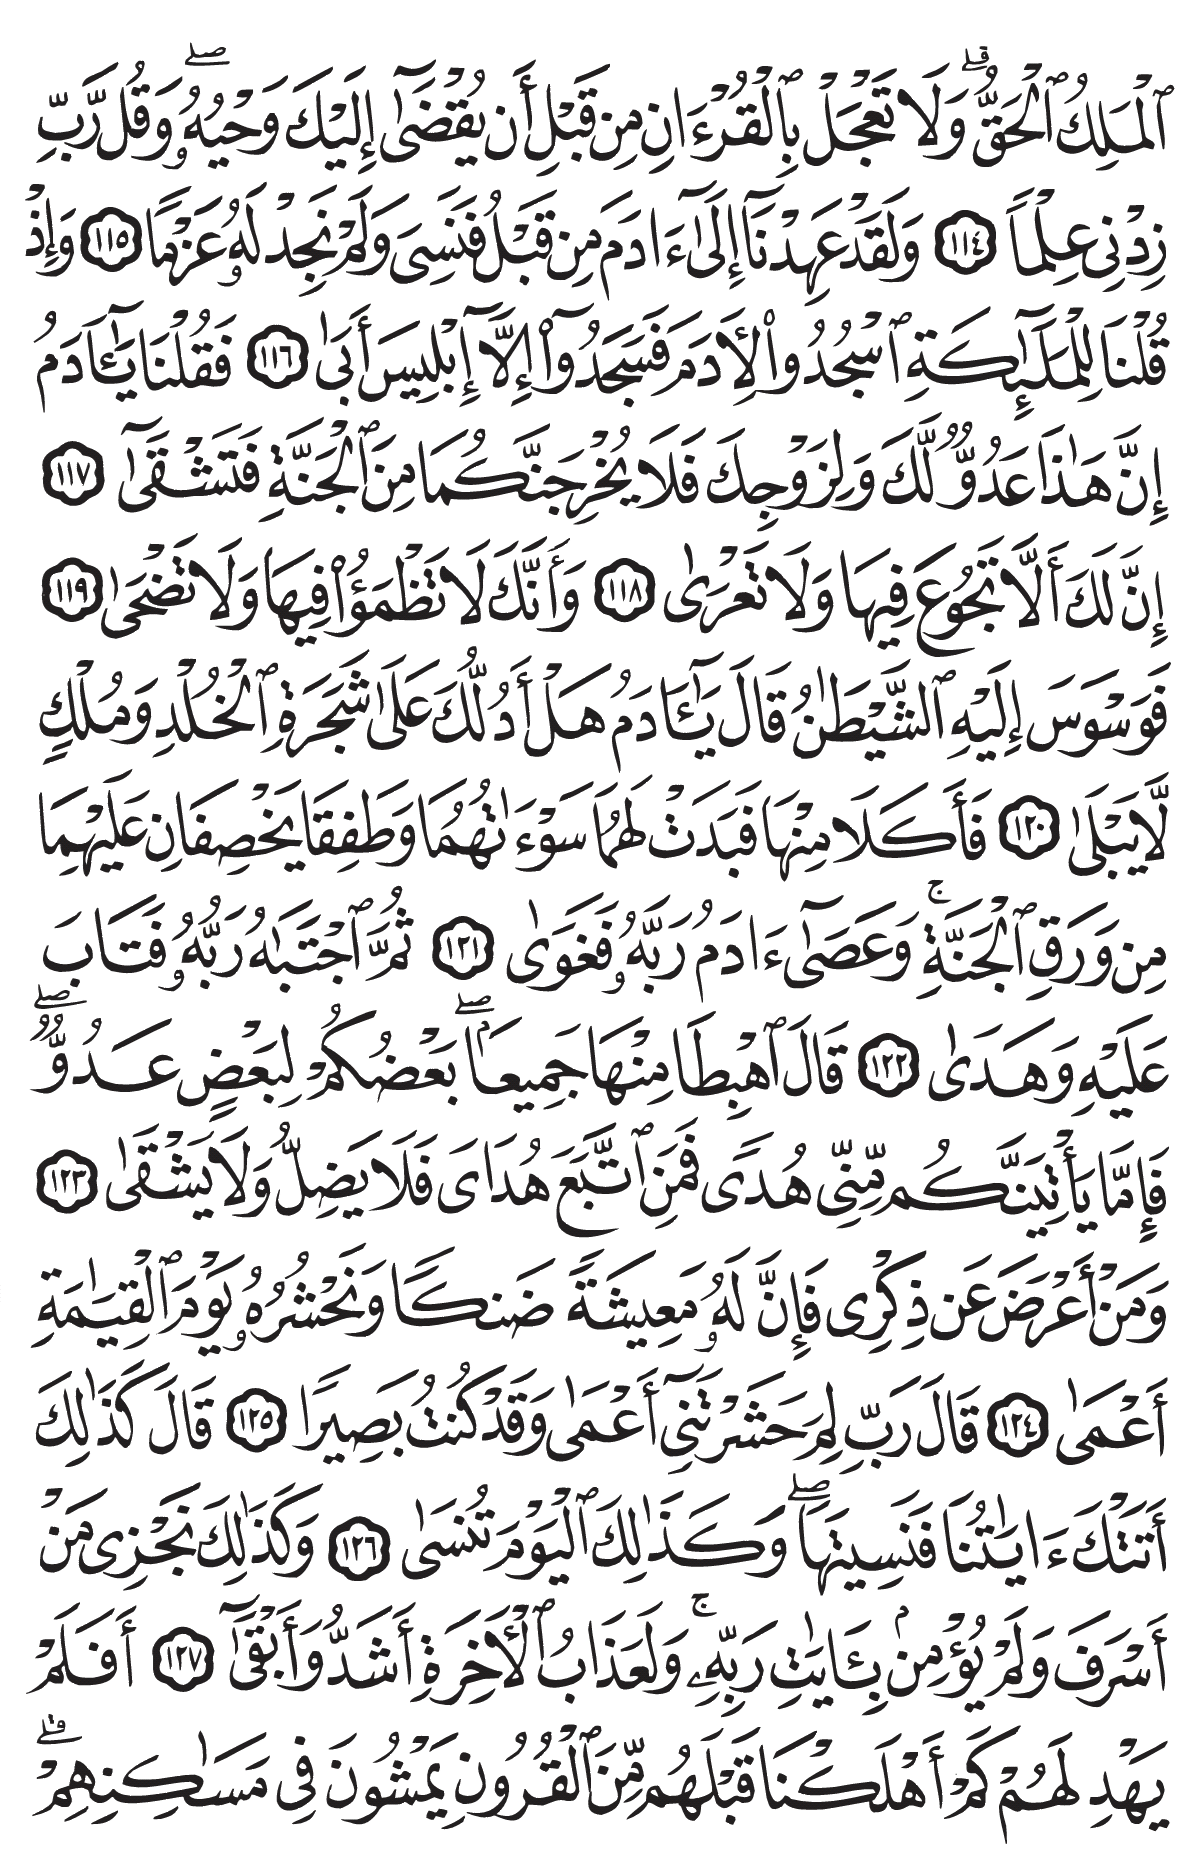 ٱلْمَلِكُ ٱلْحَقُّ ۗ وَلَا تَعْجَلْ بِٱلْقُرْءَانِ مِن قَبْلِ أَن يُقْضَىٰٓ إِلَيْكَ وَحْيُهُۥ ۖ وَقُل رَّبِّ
زِدْنِى عِلْمًا ١١٤ وَلَقَدْ عَهِدْنَآ إِلَىٰٓ ءَادَمَ مِن قَبْلُ فَنَسِىَ وَلَمْ نَجِدْ لَهُۥ عَزْمًا ١١٥ وَإِذْ
قُلْنَا لِلْمَلَـٰٓئِكَةِ ٱسْجُدُوا۟ لِـَٔادَمَ فَسَجَدُوٓا۟ إِلَّآ إِبْلِيسَ أَبَىٰ ١١٦ فَقُلْنَا يَـٰٓـَٔادَمُ
إِنَّ هَـٰذَا عَدُوٌّ لَّكَ وَلِزَوْجِكَ فَلَا يُخْرِجَنَّكُمَا مِنَ ٱلْجَنَّةِ فَتَشْقَىٰٓ ١١٧
إِنَّ لَكَ أَلَّا تَجُوعَ فِيهَا وَلَا تَعْرَىٰ ١١٨ وَأَنَّكَ لَا تَظْمَؤُا۟ فِيهَا وَلَا تَضْحَىٰ ١١٩
فَوَسْوَسَ إِلَيْهِ ٱلشَّيْطَـٰنُ قَالَ يَـٰٓـَٔادَمُ هَلْ أَدُلُّكَ عَلَىٰ شَجَرَةِ ٱلْخُلْدِ وَمُلْكٍ
لَّا يَبْلَىٰ ١٢٠ فَأَكَلَا مِنْهَا فَبَدَتْ لَهُمَا سَوْءَٰتُهُمَا وَطَفِقَا يَخْصِفَانِ عَلَيْهِمَا
مِن وَرَقِ ٱلْجَنَّةِ ۚ وَعَصَىٰٓ ءَادَمُ رَبَّهُۥ فَغَوَىٰ ١٢١ ثُمَّ ٱجْتَبَـٰهُ رَبُّهُۥ فَتَابَ
عَلَيْهِ وَهَدَىٰ ١٢٢ قَالَ ٱهْبِطَا مِنْهَا جَمِيعًۢا ۖ بَعْضُكُمْ لِبَعْضٍ عَدُوٌّ ۖ
فَإِمَّا يَأْتِيَنَّكُم مِّنِّى هُدًى فَمَنِ ٱتَّبَعَ هُدَاىَ فَلَا يَضِلُّ وَلَا يَشْقَىٰ ١٢٣
وَمَنْ أَعْرَضَ عَن ذِكْرِى فَإِنَّ لَهُۥ مَعِيشَةً ضَنكًا وَنَحْشُرُهُۥ يَوْمَ ٱلْقِيَـٰمَةِ
أَعْمَىٰ ١٢٤ قَالَ رَبِّ لِمَ حَشَرْتَنِىٓ أَعْمَىٰ وَقَدْ كُنتُ بَصِيرًا ١٢٥ قَالَ كَذَٰلِكَ
أَتَتْكَ ءَايَـٰتُنَا فَنَسِيتَهَا ۖ وَكَذَٰلِكَ ٱلْيَوْمَ تُنسَىٰ ١٢٦ وَكَذَٰلِكَ نَجْزِى مَنْ
أَسْرَفَ وَلَمْ يُؤْمِنۢ بِـَٔايَـٰتِ رَبِّهِۦ ۚ وَلَعَذَابُ ٱلْـَٔاخِرَةِ أَشَدُّ وَأَبْقَىٰٓ ١٢٧ أَفَلَمْ
يَهْدِ لَهُمْ كَمْ أَهْلَكْنَا قَبْلَهُم مِّنَ ٱلْقُرُونِ يَمْشُونَ فِى مَسَـٰكِنِهِمْ ۗ